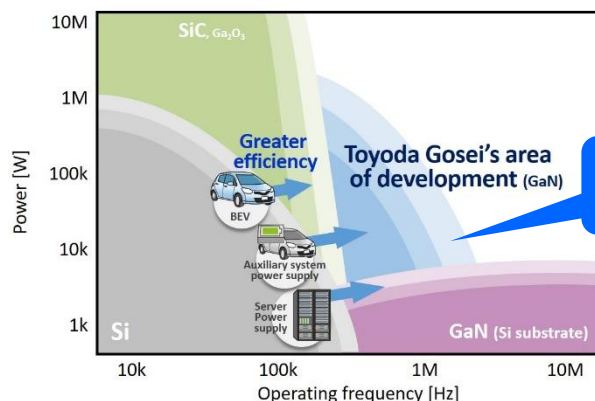 10M
1M
100k
10k
1k
Power [W]
SiC, Ga₂O₃
Greater
efficiency
BEV
Auxiliary system
power supply
Server
Power
supply
Toyoda Gosei's area
of development (GaN)
Si
GaN (Si substrate)
10k
100k
1M
10M
Operating frequency [Hz]